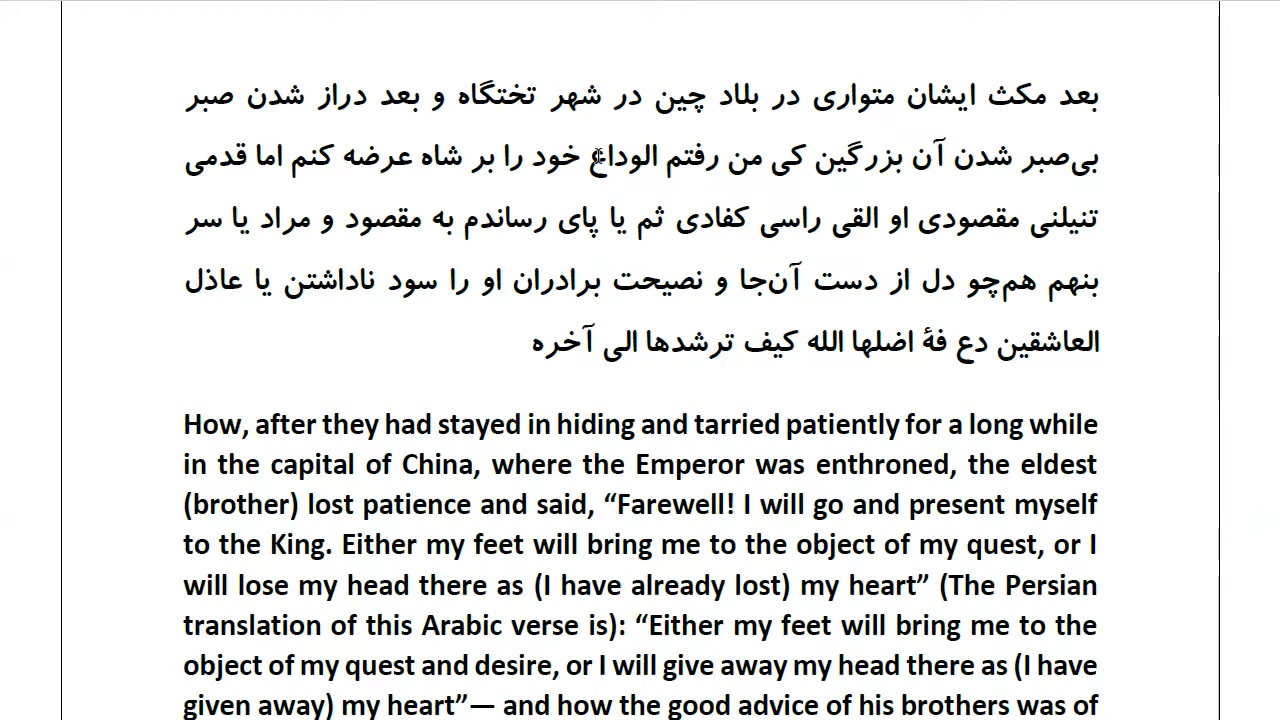 بعد مکث ایشان متواری در بلاد چین در شهر تختگاه و بعد دراز شدن صبر
بی‌صبر شدن آن بزرگین کی من رفتم الوداع خود را بر شاه عرضه کنم اما قدمی
تنیلنی مقصودی او القی راسی کفادی ثم یا پای رساندم به مقصود و مراد یا سر
بنهم هم‌چو دل از دست آن‌جا و نصیحت برادران او را سود ناداشتن یا عاذل
العاشقین دع فهٔ اضلها الله کیف ترشدها الی آخره
How, after they had stayed in hiding and tarried patiently for a long while
in the capital of China, where the Emperor was enthroned, the eldest
(brother) lost patience and said, “Farewell! I will go and present myself
to the King. Either my feet will bring me to the object of my quest, or I
will lose my head there as (I have already lost) my heart” (The Persian
translation of this Arabic verse is): “Either my feet will bring me to the
object of my quest and desire, or I will give away my head there as (I have
given away) my heart”— and how the good advice of his brothers was of